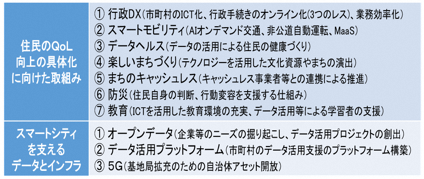 住民のQoL
向上の具体化
に向けた取組み
① 行政DX(市町村のICT化、行政手続きのオンライン化(3つのレス)、業務効率化)
② スマートモビリティ(AIオンデマンド交通、非公道自動運転、MaaS)
③ データヘルス(データの活用による住民の健康づくり)
④ 楽しいまちづくり(テクノロジーを活用した文化資源やまちの演出)
⑤ まちのキャッシュレス(キャッシュレス事業者等との連携による推進)
⑥ 防災(住民自身の判断、行動変容を支援する仕組み)
⑦ 教育(ICTを活用した教育環境の充実、データ活用等による学習者の支援)
スマートシティ
を支える
データとインフラ
① オープンデータ(企業等のニーズの掘り起こし、データ活用プロジェクトの創出)
② データ活用プラットフォーム(市町村のデータ活用支援のプラットフォーム構築)
③ 5G(基地局拡充のための自治体アセット開放)